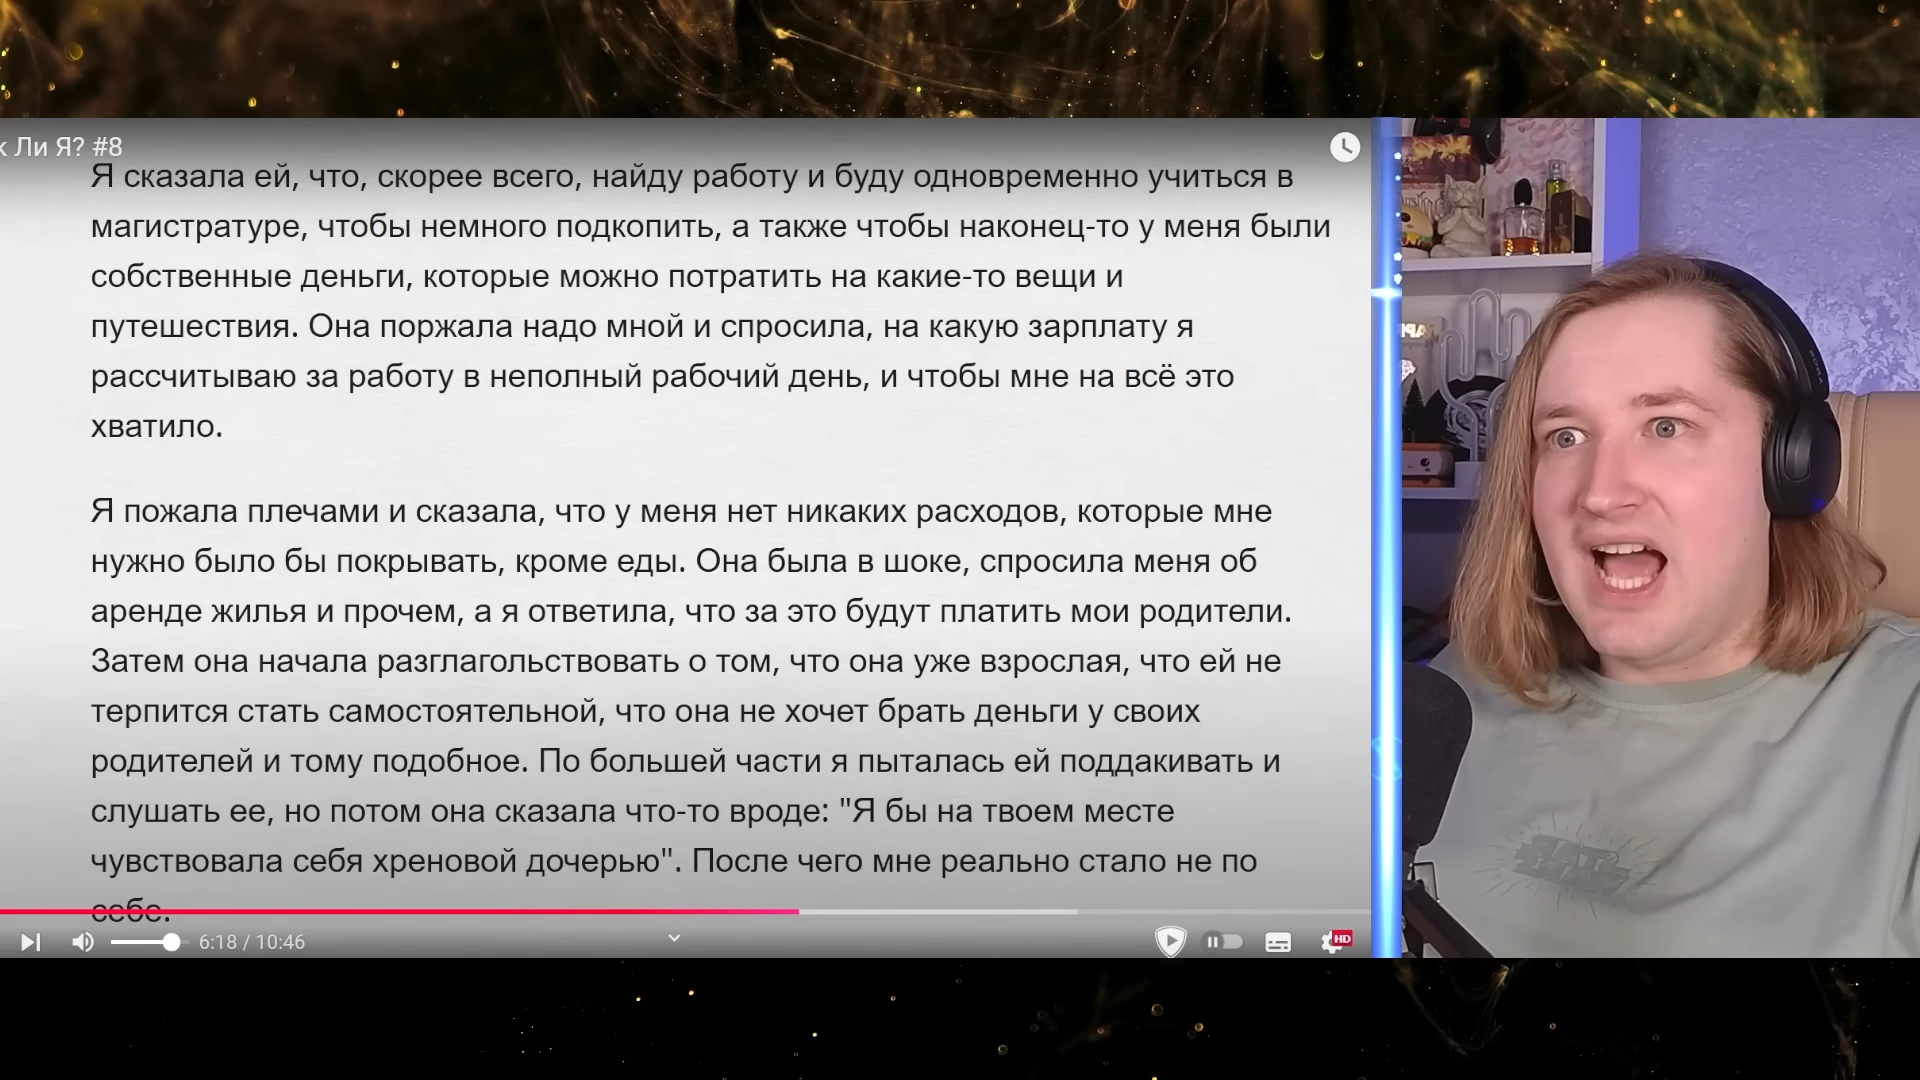 к Ли Я? #8
Я сказала ей, что, скорее всего, найду работу и буду одновременно учиться в
магистратуре, чтобы немного подкопить, а также чтобы наконец-то у меня были
собственные деньги, которые можно потратить на какие-то вещи и
путешествия. Она поржала надо мной и спросила, на какую зарплату я
рассчитываю за работу в неполный рабочий день, и чтобы мне на всё это
хватило.
Я пожала плечами и сказала, что у меня нет никаких расходов, которые мне
нужно было бы покрывать, кроме еды. Она была в шоке, спросила меня об
аренде жилья и прочем, а я ответила, что за это будут платить мои родители.
Затем она начала разглагольствовать о том, что она уже взрослая, что ей не
терпится стать самостоятельной, что она не хочет брать деньги у своих
родителей и тому подобное. По большей части я пыталась ей поддакивать и
слушать ее, но потом она сказала что-то вроде: "Я бы на твоем месте
чувствовала себя хреновой дочерью". После чего мне реально стало не по
себе.
6:18 / 10:46
HD
SONY